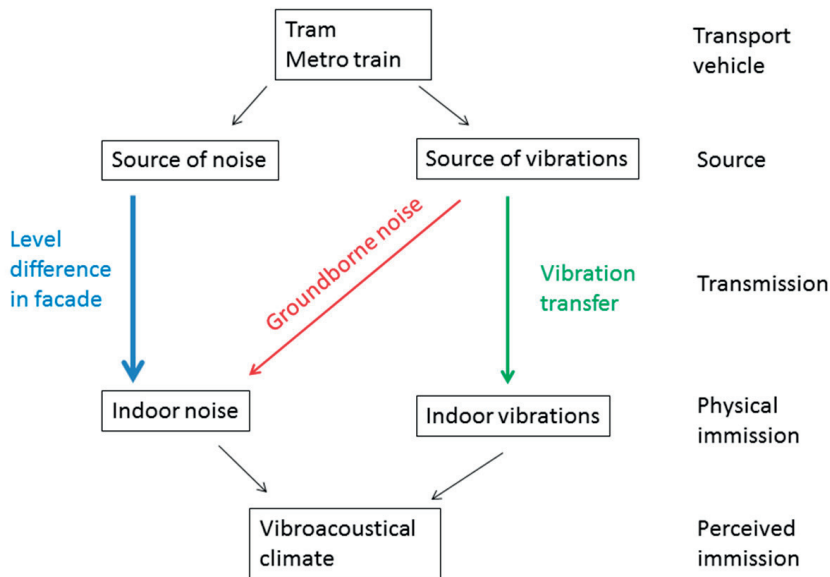 Tram
Metro train
Transport
vehicle
Source of noise
Source of vibrations
Source
Level
difference
in facade
Groundborne noise
Vibration
transfer
Transmission
Indoor noise
Indoor vibrations
Physical
immission
Vibroacoustical
climate
Perceived
immission